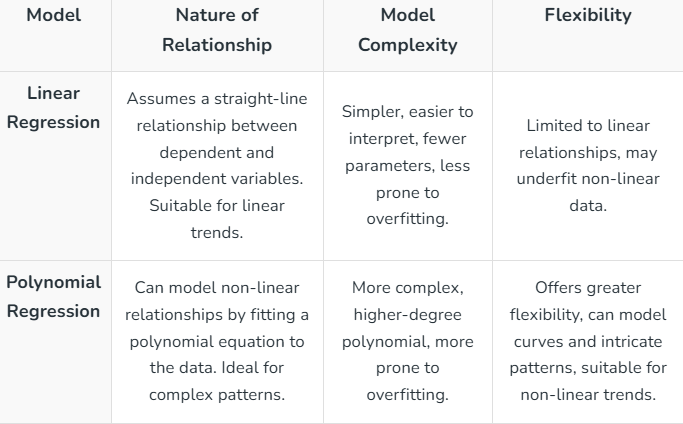 Model
Nature of
Relationship
Model
Complexity
Flexibility
Linear
Regression
Assumes a straight-line
relationship between
dependent and
independent variables.
Suitable for linear
trends.
Simpler, easier to
interpret, fewer
parameters, less
prone to
overfitting.
Limited to linear
relationships, may
underfit non-linear
data.
Polynomial
Regression
Can model non-linear
relationships by fitting a
polynomial equation to
the data. Ideal for
complex patterns.
More complex,
higher-degree
polynomial, more
prone to
overfitting.
Offers greater
flexibility, can model
curves and intricate
patterns, suitable for
non-linear trends.